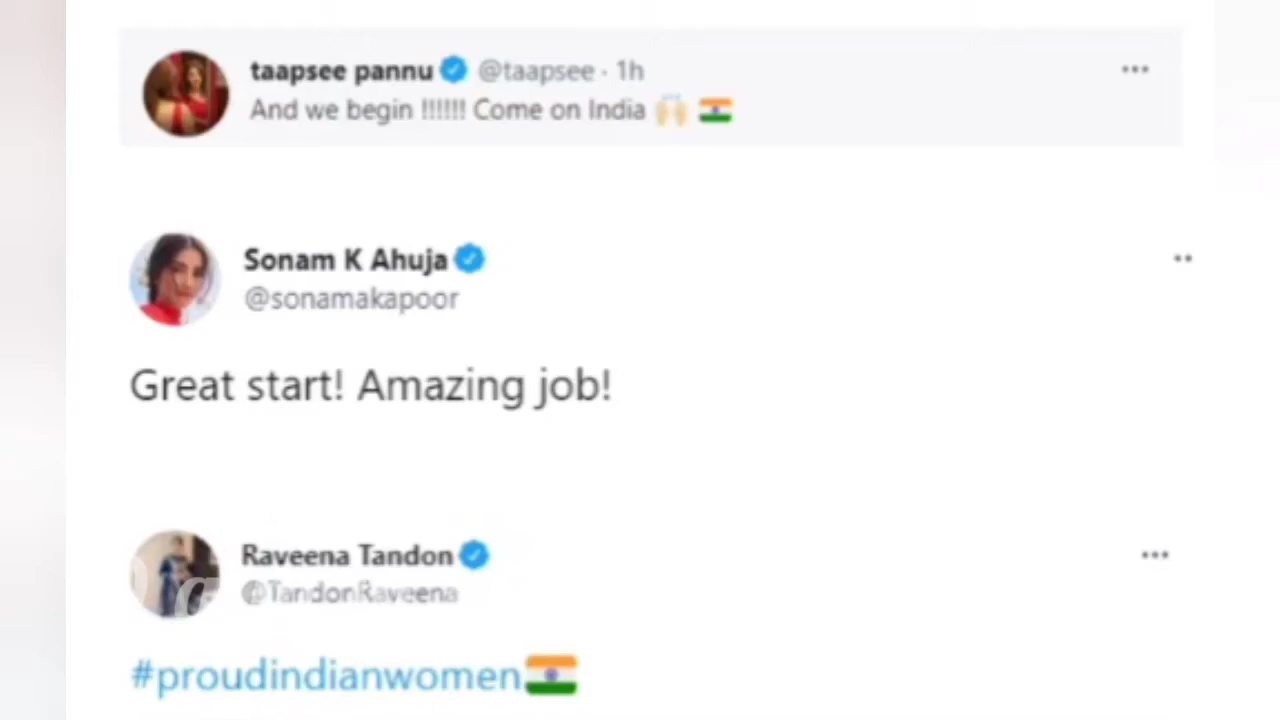 taapsee pannu @taapsee · 1h
And we begin !!!!!! Come on India 🙌🏻 🇮🇳
Sonam K Ahuja
@sonamakapoor
Great start! Amazing job!
Raveena Tandon
@TandonRaveena
#proudindianwomen🇮🇳